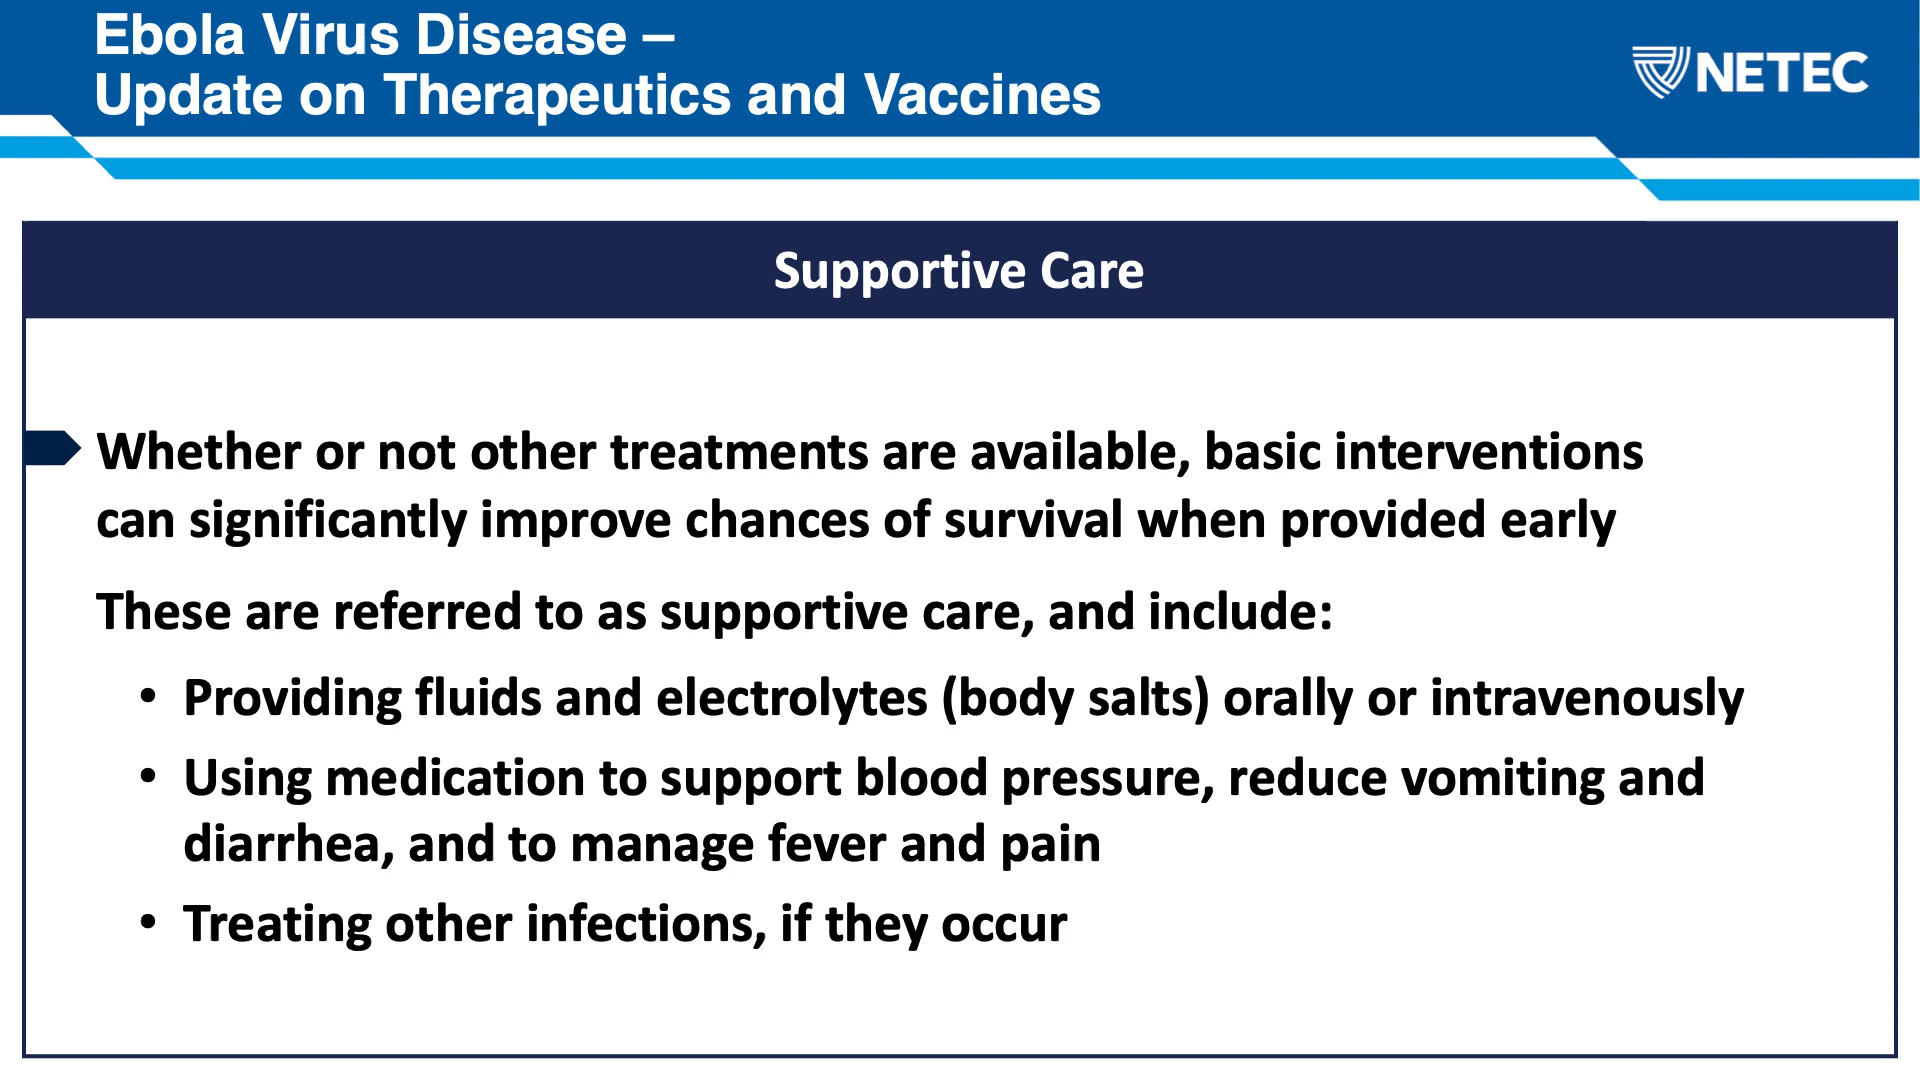 Ebola Virus Disease –
Update on Therapeutics and Vaccines
NETEC
Supportive Care
Whether or not other treatments are available, basic interventions
can significantly improve chances of survival when provided early
These are referred to as supportive care, and include:
• Providing fluids and electrolytes (body salts) orally or intravenously
• Using medication to support blood pressure, reduce vomiting and
diarrhea, and to manage fever and pain
• Treating other infections, if they occur